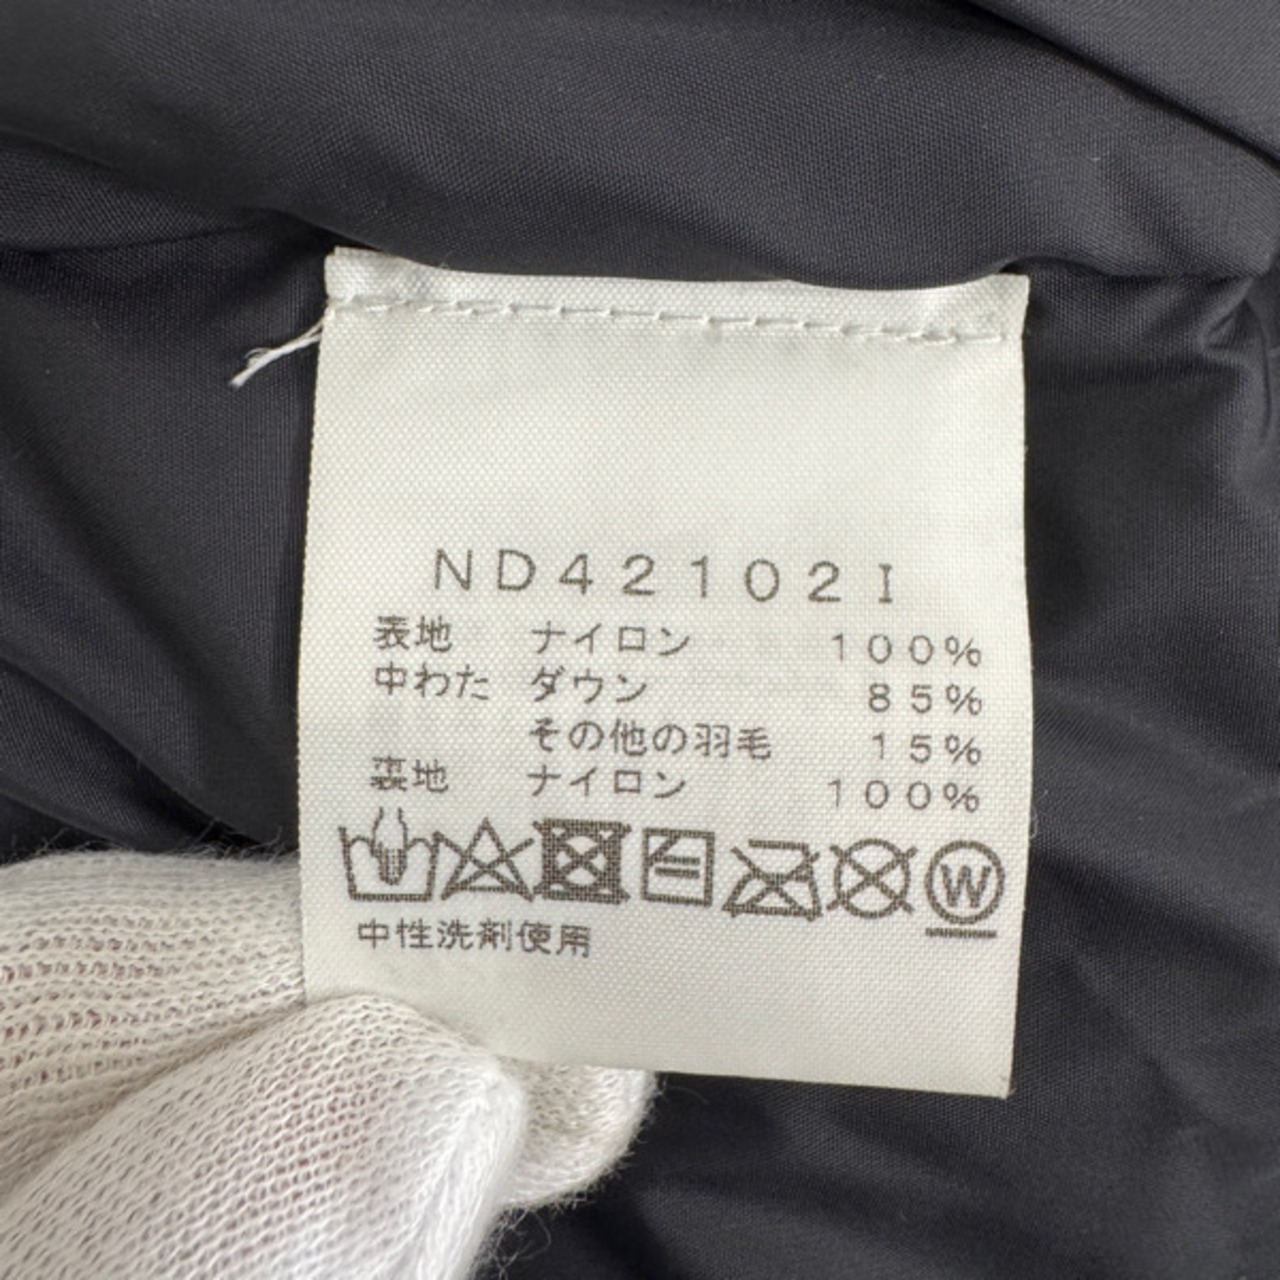 ND42102I
表地 ナイロン 100%
中わた ダウン 85%
その他の羽毛 15%
裏地 ナイロン 100%
W
中性洗剤使用